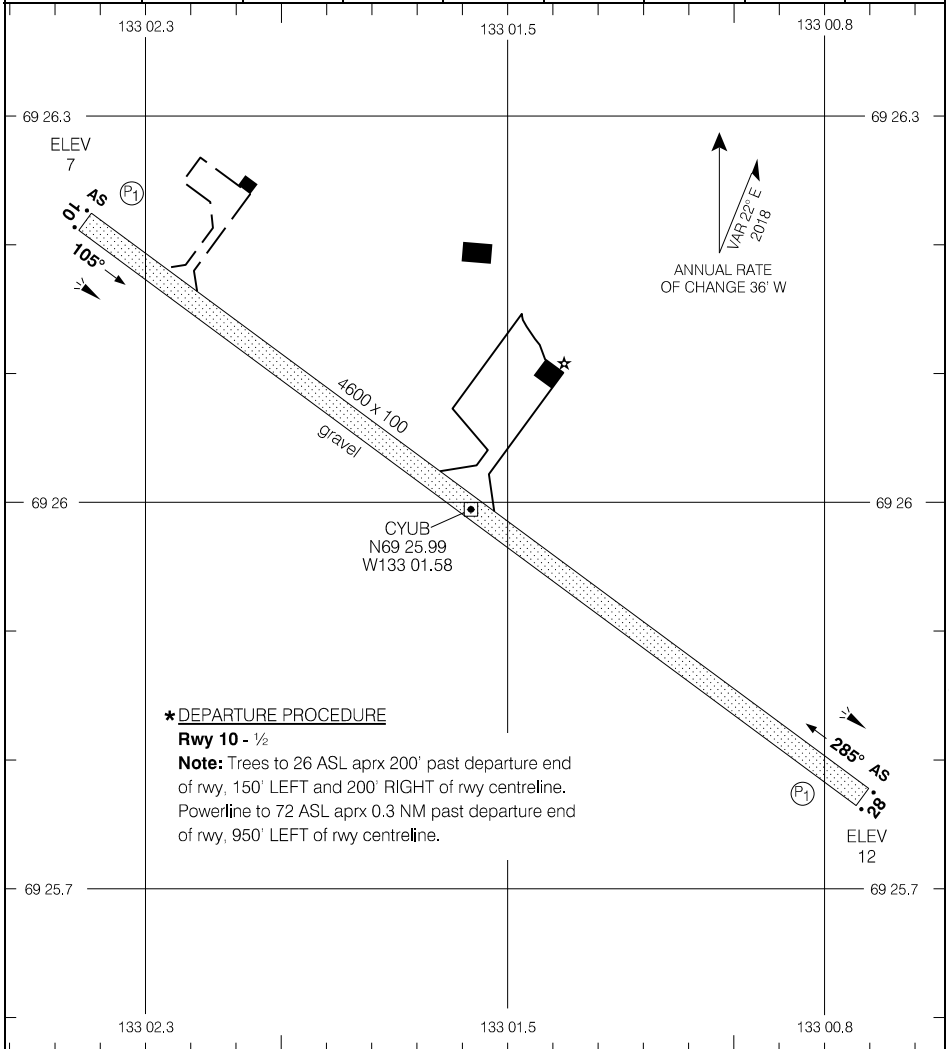 133 02.3
133 01.5
133 00.8
69 26.3
69 26.3
ELEV
7
P1
AS
10
105°
VAR 22° E
2018
ANNUAL RATE
OF CHANGE 36' W
4600 x 100
gravel
69 26
69 26
CYUB
N69 25.99
W133 01.58
*DEPARTURE PROCEDURE
Rwy 10 - ½
Note: Trees to 26 ASL aprx 200' past departure end
of rwy, 150' LEFT and 200' RIGHT of rwy centreline.
Powerline to 72 ASL aprx 0.3 NM past departure end
of rwy, 950' LEFT of rwy centreline.
285° AS
P1
28
ELEV
12
69 25.7
69 25.7
133 02.3
133 01.5
133 00.8